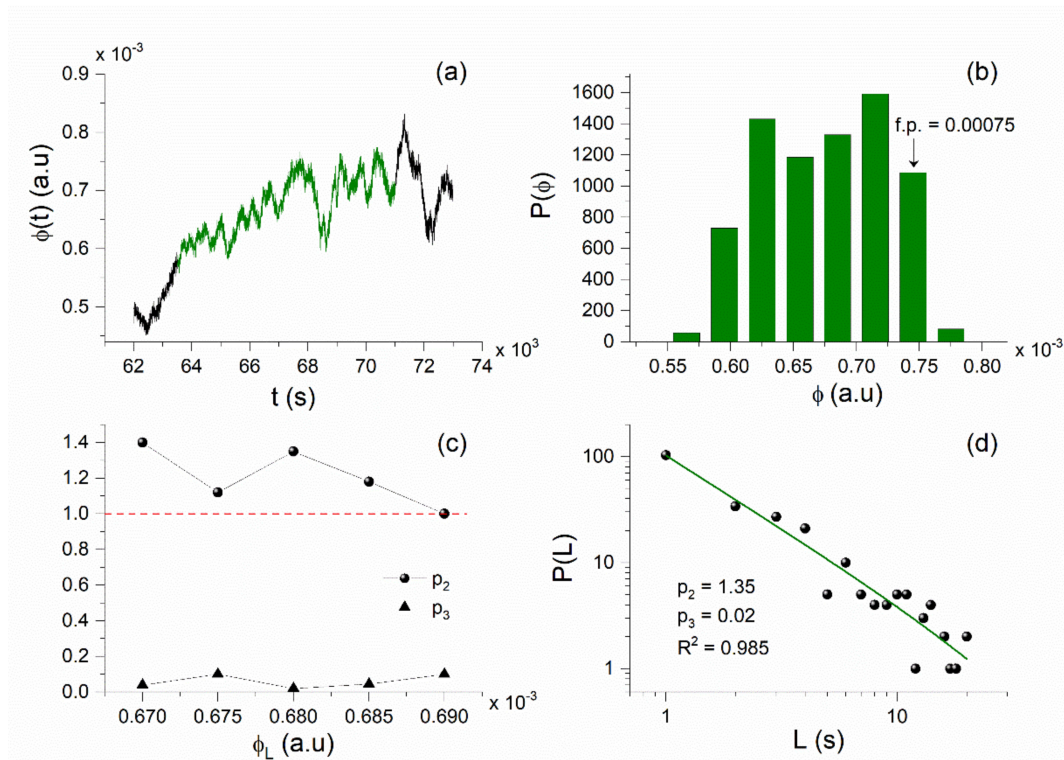 x 10⁻³
(a)
0.9
0.8
0.7
0.6
0.5
ϕ(t) (a.u)
62 64 66 68 70 72 74
x 10³
t (s)
(b)
1600
1400
1200
1000
800
600
400
200
0
P(ϕ)
f.p. = 0.00075
0.55 0.60 0.65 0.70 0.75 0.80
x 10⁻³
ϕ (a.u)
(c)
1.4
1.2
1.0
0.8
0.6
0.4
0.2
0.0
p₂
p₃
0.670 0.675 0.680 0.685 0.690
x 10⁻³
ϕL (a.u)
(d)
100
10
1
P(L)
p₂ = 1.35
p₃ = 0.02
R² = 0.985
1 10
L (s)